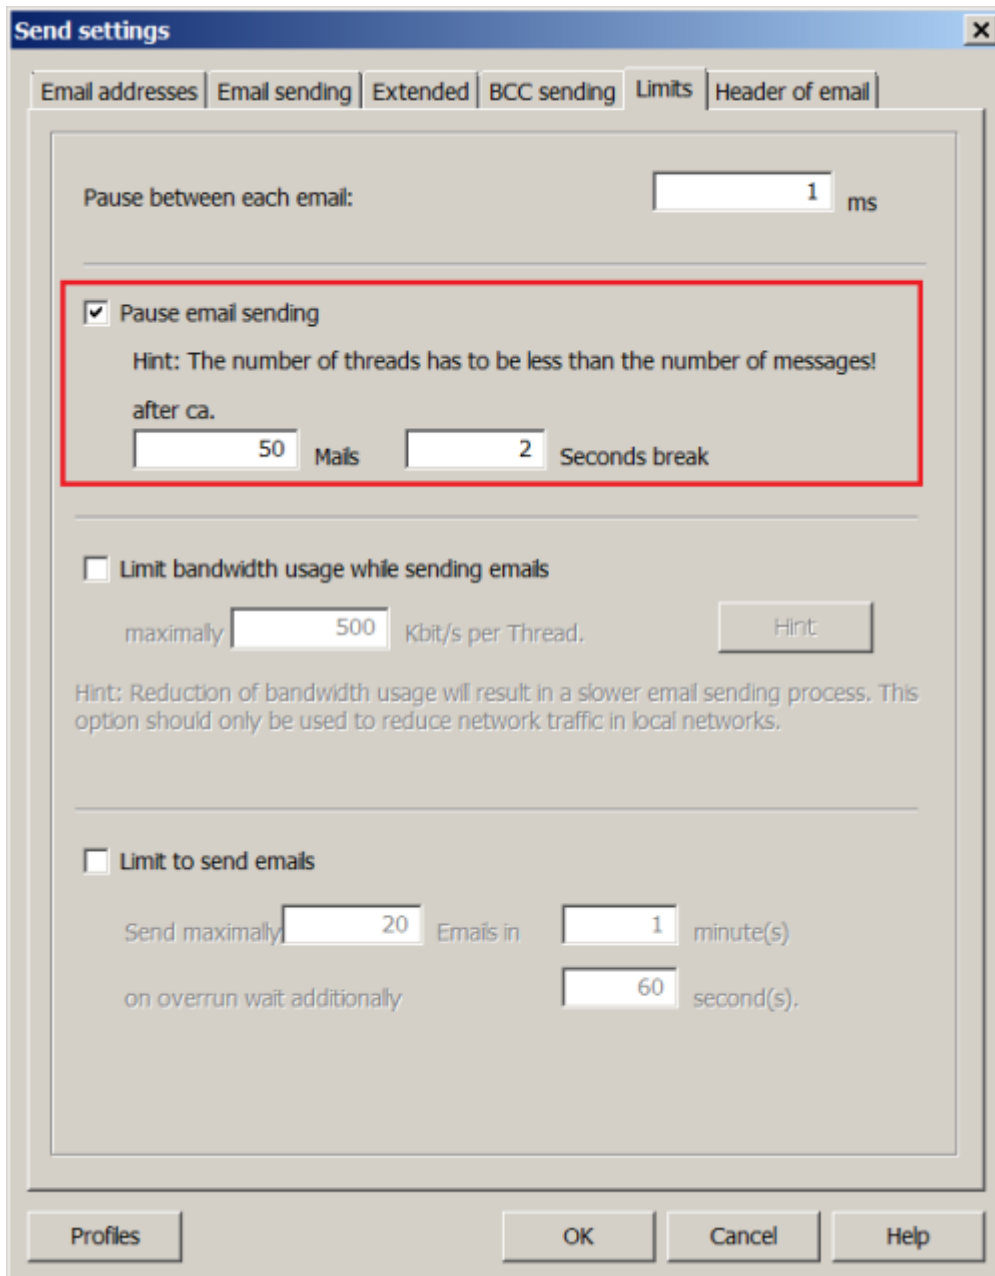 Send settings
Email addresses Email sending Extended BCC sending Limits Header of email
Pause between each email: 1 ms
Pause email sending
Hint: The number of threads has to be less than the number of messages!
after ca.
50 Mails 2 Seconds break
Limit bandwidth usage while sending emails
maximally 500 Kbit/s per Thread. Hint
Hint: Reduction of bandwidth usage will result in a slower email sending process. This
option should only be used to reduce network traffic in local networks.
Limit to send emails
Send maximally 20 Emails in 1 minute(s)
on overrun wait additionally 60 second(s).
Profiles OK Cancel Help